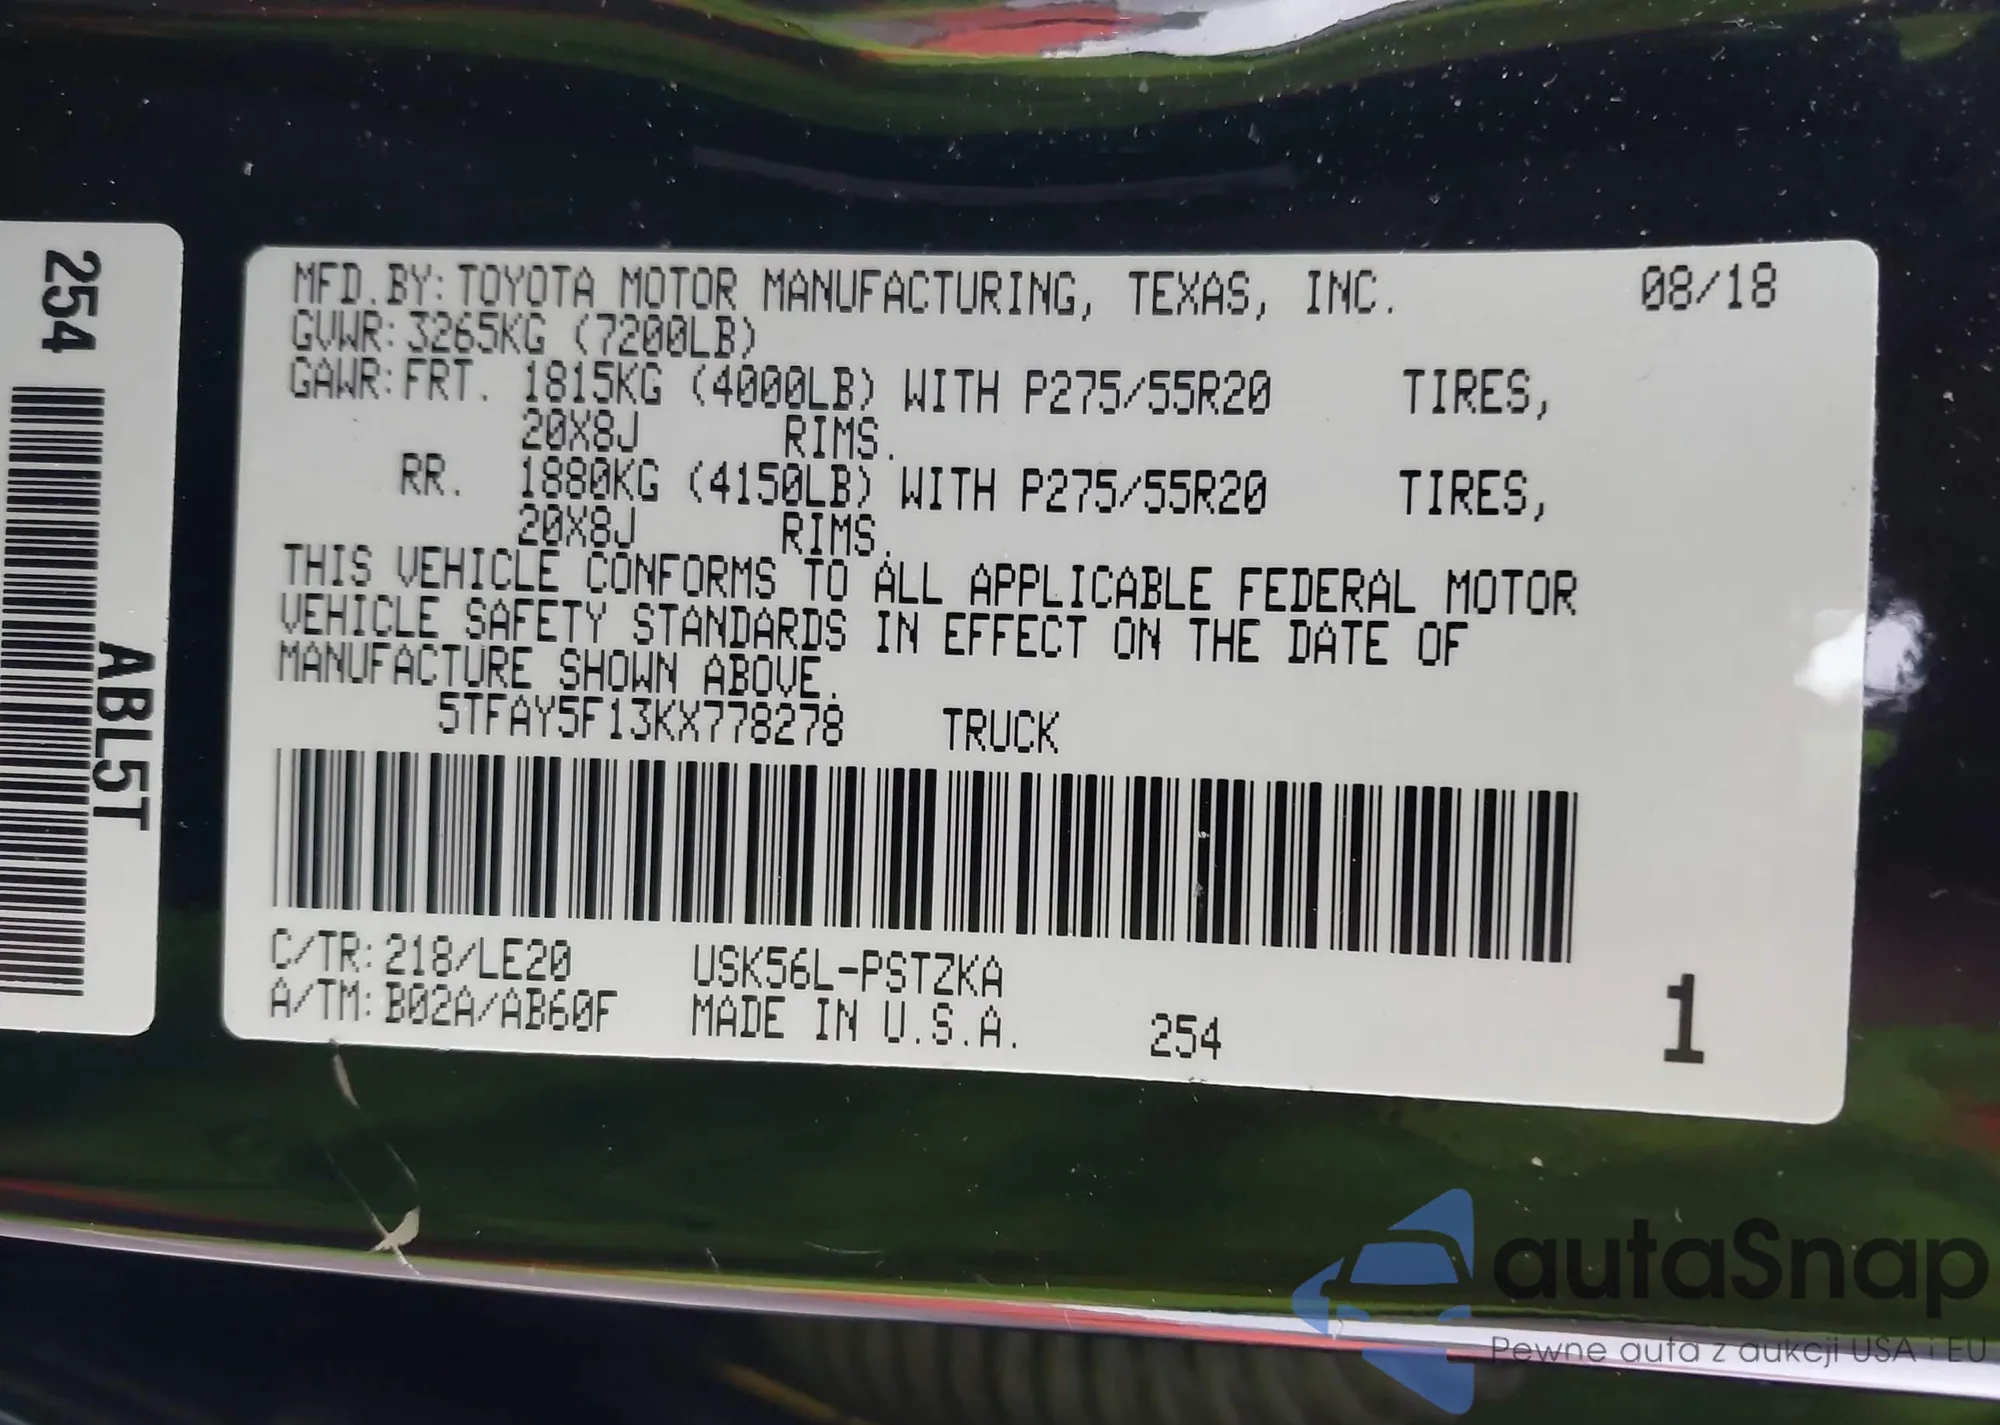 254
ABL5T
MFD.BY: TOYOTA MOTOR MANUFACTURING, TEXAS, INC. 08/18
GVWR: 3265KG (7200LB)
GAWR: FRT. 1815KG (4000LB) WITH P275/55R20 TIRES,
20X8J RIMS.
RR. 1880KG (4150LB) WITH P275/55R20 TIRES,
20X8J RIMS.
THIS VEHICLE CONFORMS TO ALL APPLICABLE FEDERAL MOTOR
VEHICLE SAFETY STANDARDS IN EFFECT ON THE DATE OF
MANUFACTURE SHOWN ABOVE.
5TFAY5F13KX778278 TRUCK
C/TR: 218/LE20 USK56L-PSTZKA
A/TM: B02A/AB60F MADE IN U.S.A. 254 1
autaSnap
Pewne auta z aukcji USA i EU